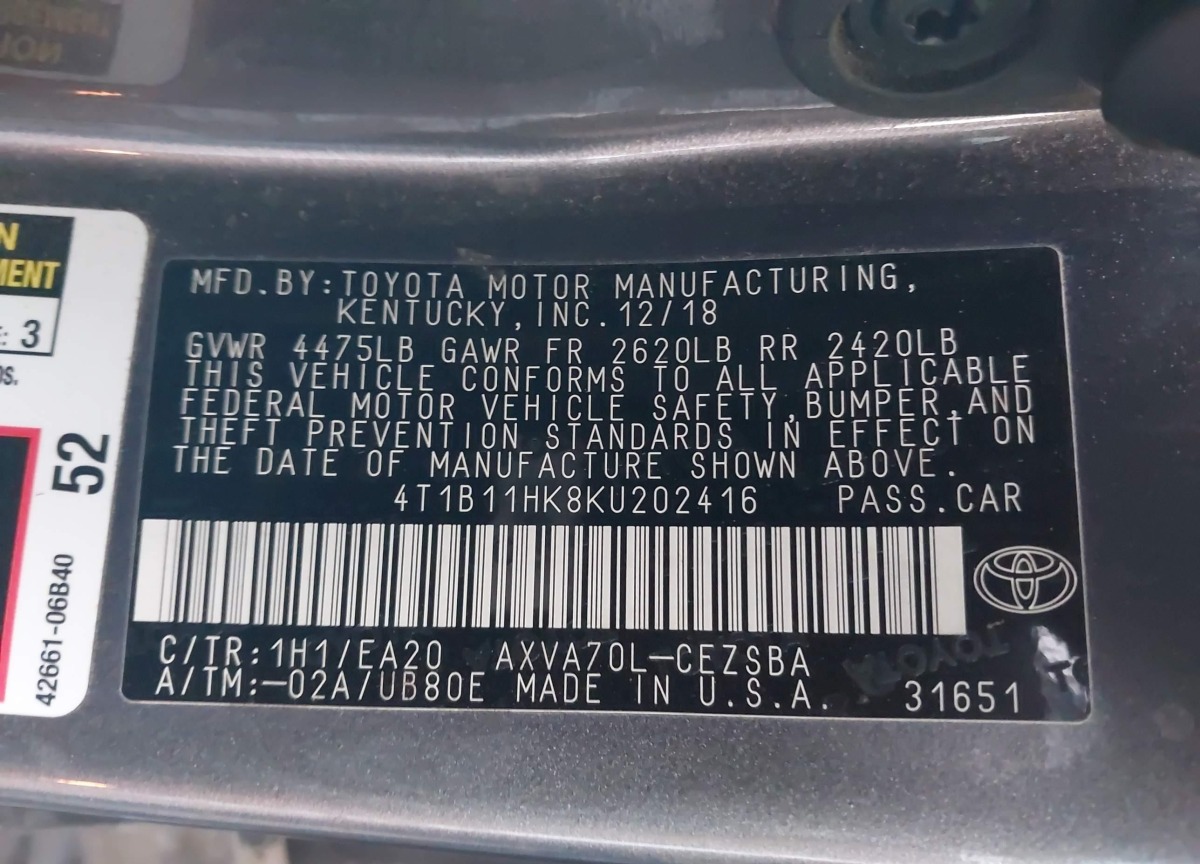 N
MENT
: 3
52
42661-06B40
MFD.BY:TOYOTA MOTOR MANUFACTURING,
KENTUCKY,INC.12/18
GVWR 4475LB GAWR FR 2620LB RR 2420LB
THIS VEHICLE CONFORMS TO ALL APPLICABLE
FEDERAL MOTOR VEHICLE SAFETY,BUMPER,AND
THEFT PREVENTION STANDARDS IN EFFECT ON
THE DATE OF MANUFACTURE SHOWN ABOVE.
4T1B11HK8KU202416 PASS.CAR
C/TR:1H1/EA20 AXVA70L-CEZSBA
A/TM:-02A/UB80E MADE IN U.S.A. 31651
TOYOTA